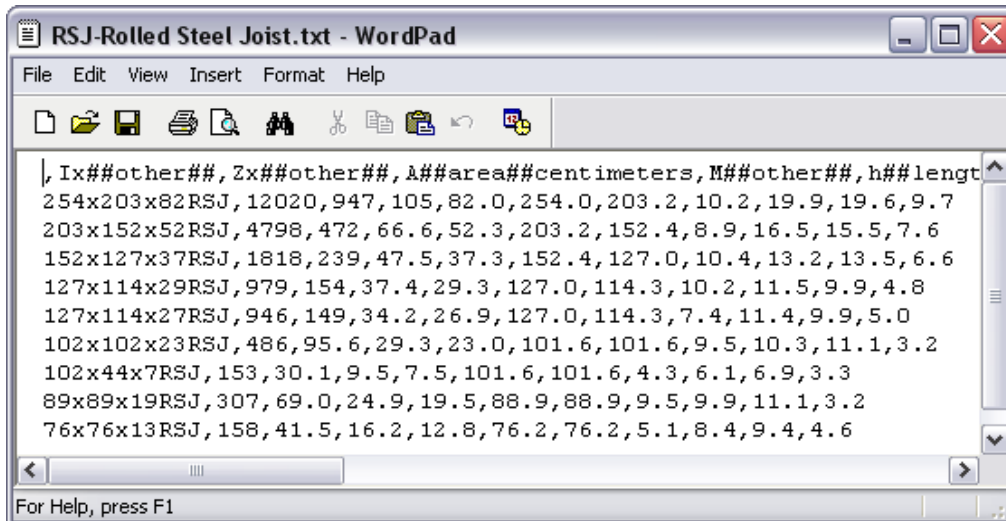 RSJ-Rolled Steel Joist.txt - WordPad
File Edit View Insert Format Help
12
,Ix##other##,Zx##other##,A##area##centimeters,M##other##,h##lengt
254x203x82RSJ,12020,947,105,82.0,254.0,203.2,10.2,19.9,19.6,9.7
203x152x52RSJ,4798,472,66.6,52.3,203.2,152.4,8.9,16.5,15.5,7.6
152x127x37RSJ,1818,239,47.5,37.3,152.4,127.0,10.4,13.2,13.5,6.6
127x114x29RSJ,979,154,37.4,29.3,127.0,114.3,10.2,11.5,9.9,4.8
127x114x27RSJ,946,149,34.2,26.9,127.0,114.3,7.4,11.4,9.9,5.0
102x102x23RSJ,486,95.6,29.3,23.0,101.6,101.6,9.5,10.3,11.1,3.2
102x44x7RSJ,153,30.1,9.5,7.5,101.6,101.6,4.3,6.1,6.9,3.3
89x89x19RSJ,307,69.0,24.9,19.5,88.9,88.9,9.5,9.9,11.1,3.2
76x76x13RSJ,158,41.5,16.2,12.8,76.2,76.2,5.1,8.4,9.4,4.6
For Help, press F1